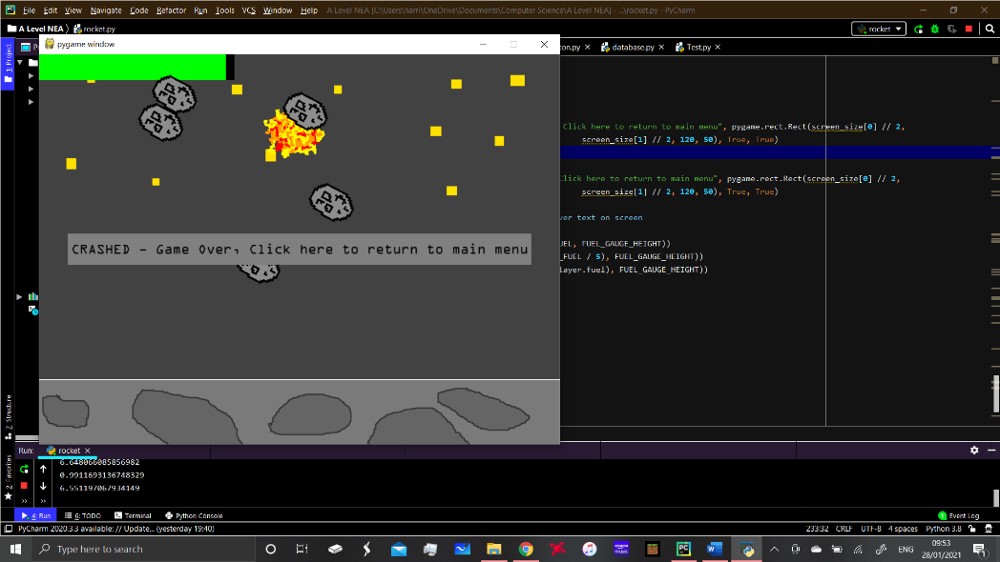 File Edit View Navigate Code Refactor Run Tools VCS Window Help A Level NEA [C:\Users\harri\OneDrive\Documents\Computer Science\A Level NEA] - ...\rocket.py - PyCharm
A Level NEA rocket.py
rocket
pygame window
database.py Test.py
1: Project
Click here to return to main menu", pygame.rect.Rect(screen_size[0] // 2,
screen_size[1] // 2, 120, 50), True, True)
lick here to return to main menu", pygame.rect.Rect(screen_size[0] // 2,
screen_size[1] // 2, 120, 50), True, True)
ver text on screen
UEL, FUEL_GAUGE_HEIGHT))
_FUEL / 5), FUEL_GAUGE_HEIGHT))
layer.fuel), FUEL_GAUGE_HEIGHT))
CRASHED - Game Over, Click here to return to main menu
7: Structure
2: Favorites
Run: rocket
6.648066085856982
0.9911693136748329
6.551197067934149
4: Run 6: TODO Terminal Python Console Event Log
PyCharm 2020.3.3 available: // Update... (yesterday 19:40) 233:32 CRLF UTF-8 4 spaces Python 3.8
Type here to search
ENG
09:53
28/01/2021